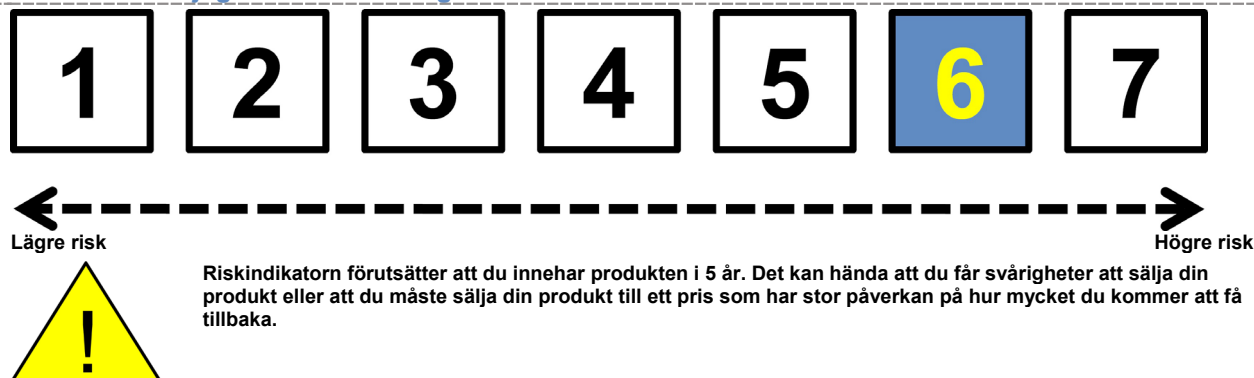 1 2 3 4 5 6 7
Lägre risk Högre risk
Riskindikatorn förutsätter att du innehar produkten i 5 år. Det kan hända att du får svårigheter att sälja din
produkt eller att du måste sälja din produkt till ett pris som har stor påverkan på hur mycket du kommer att få
tillbaka.
!